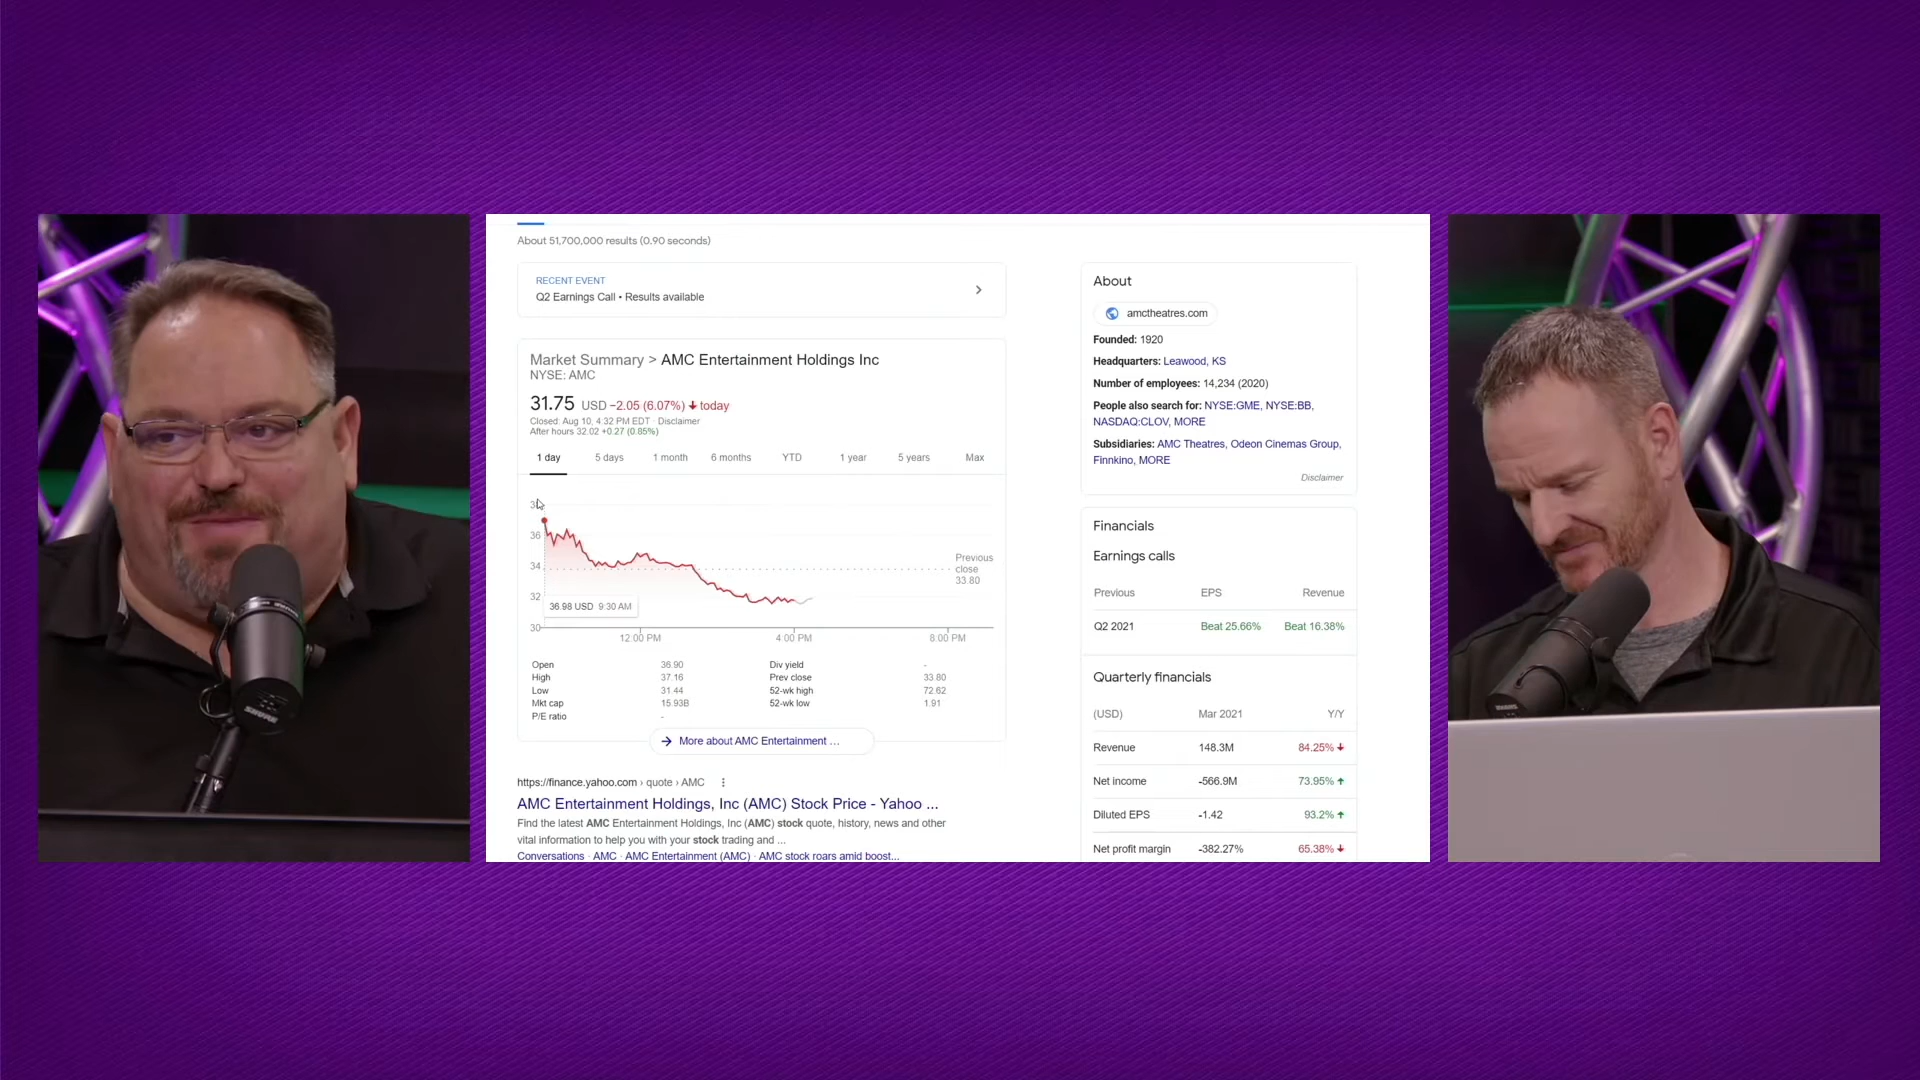 About 51,700,000 results (0.90 seconds)
RECENT EVENT
Q2 Earnings Call • Results available
Market Summary > AMC Entertainment Holdings Inc
NYSE: AMC
31.75 USD −2.05 (6.07%) ↓ today
Closed: Aug 10, 4:32 PM EDT · Disclaimer
After hours 32.02 +0.27 (0.85%)
1 day 5 days 1 month 6 months YTD 1 year 5 years Max
36
34
32
30
Previous
close
33.80
36.98 USD 9:30 AM
12:00 PM 4:00 PM 8:00 PM
Open 36.90 Div yield -
High 37.16 Prev close 33.80
Low 31.44 52-wk high 72.62
Mkt cap 15.93B 52-wk low 1.91
P/E ratio -
→ More about AMC Entertainment ...
https://finance.yahoo.com › quote › AMC
AMC Entertainment Holdings, Inc (AMC) Stock Price - Yahoo ...
Find the latest AMC Entertainment Holdings, Inc (AMC) stock quote, history, news and other
vital information to help you with your stock trading and ...
Conversations · AMC · AMC Entertainment (AMC) · AMC stock roars amid boost...
About
amctheatres.com
Founded: 1920
Headquarters: Leawood, KS
Number of employees: 14,234 (2020)
People also search for: NYSE:GME, NYSE:BB,
NASDAQ:CLOV, MORE
Subsidiaries: AMC Theatres, Odeon Cinemas Group,
Finnkino, MORE
Disclaimer
Financials
Earnings calls
Previous EPS Revenue
Q2 2021 Beat 25.66% Beat 16.38%
Quarterly financials
(USD) Mar 2021 Y/Y
Revenue 148.3M 84.25% ↓
Net income -566.9M 73.95% ↑
Diluted EPS -1.42 93.2% ↑
Net profit margin -382.27% 65.38% ↓